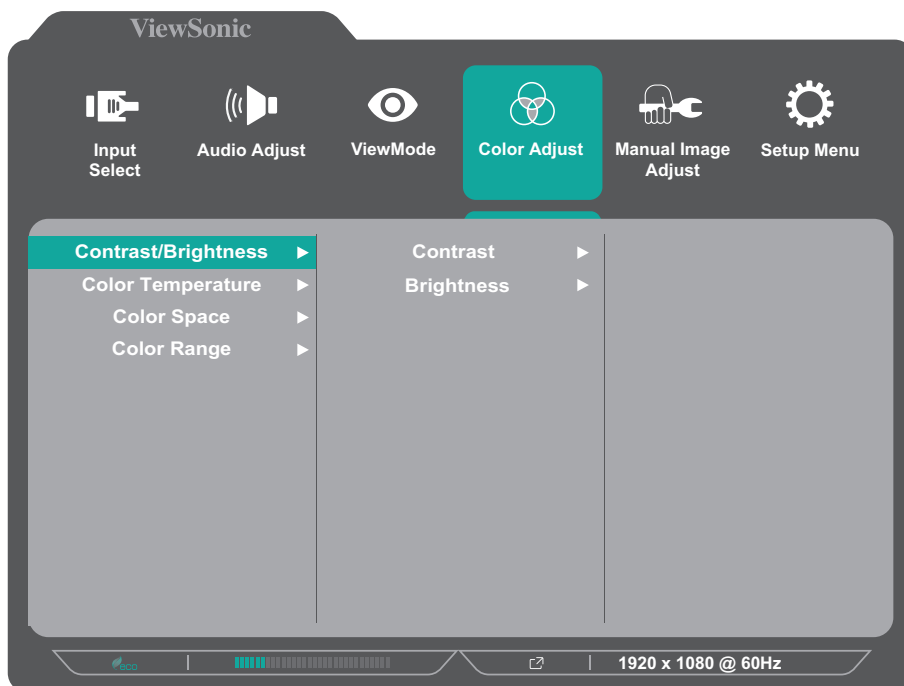 ViewSonic
Input
Select
Audio Adjust
ViewMode
Color Adjust
Manual Image
Adjust
Setup Menu
Contrast/Brightness
Contrast
Color Temperature
Brightness
Color Space
Color Range
eco
1920 x 1080 @ 60Hz